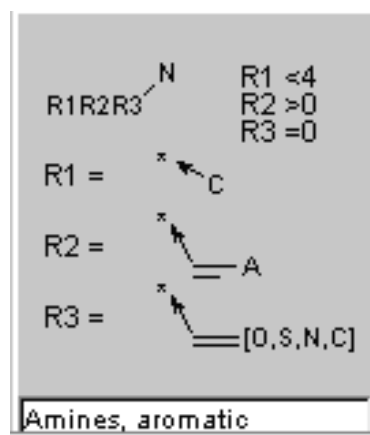 N
R1R2R3
R1 <4
R2 >0
R3 =0
R1 = * C
R2 = * A
R3 = * =[O,S,N,C]
Amines, aromatic